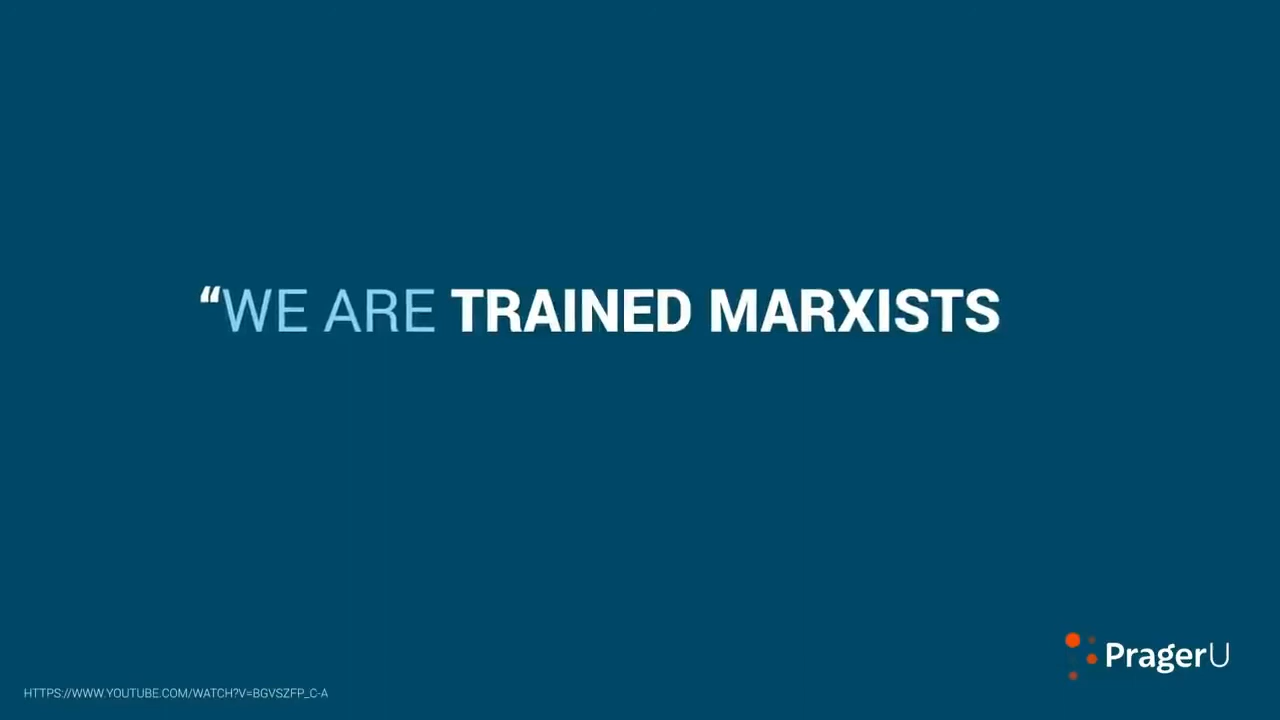 “WE ARE TRAINED MARXISTS
PragerU
HTTPS://WWW.YOUTUBE.COM/WATCH?V=BGVSZFP_C-A